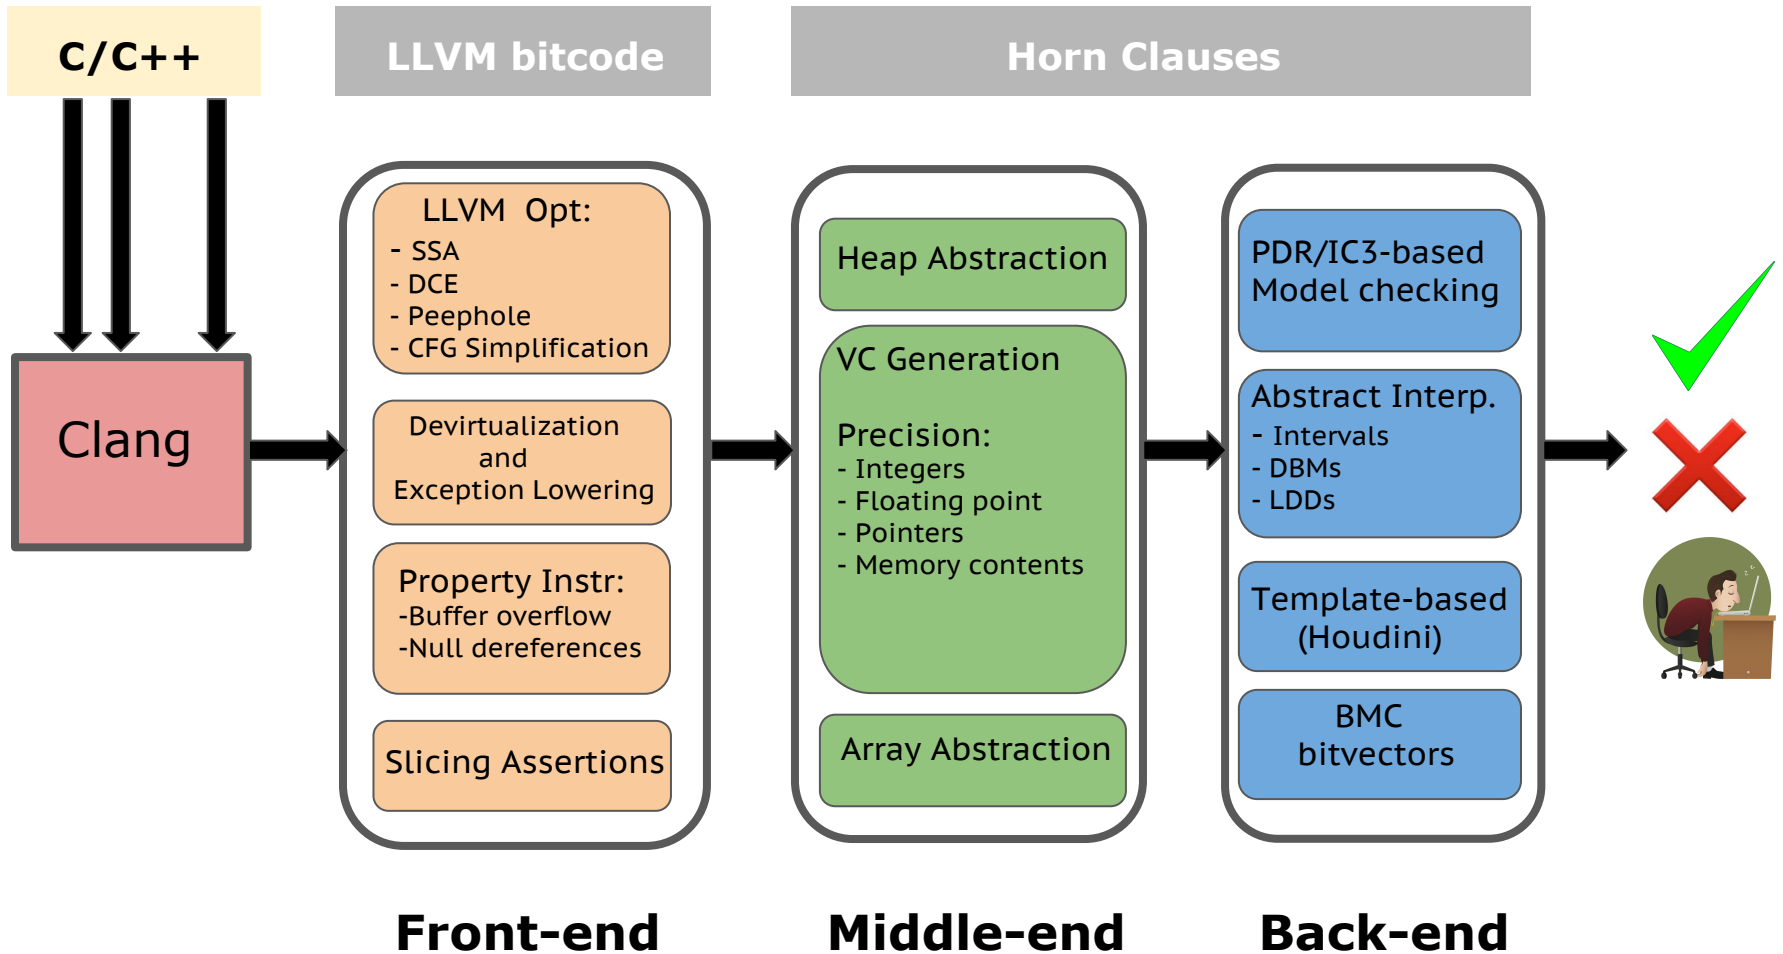 C/C++
LLVM bitcode
Horn Clauses
Clang
LLVM Opt:
- SSA
- DCE
- Peephole
- CFG Simplification
Devirtualization
and
Exception Lowering
Property Instr:
-Buffer overflow
-Null dereferences
Slicing Assertions
Heap Abstraction
VC Generation
Precision:
- Integers
- Floating point
- Pointers
- Memory contents
Array Abstraction
PDR/IC3-based
Model checking
Abstract Interp.
- Intervals
- DBMs
- LDDs
Template-based
(Houdini)
BMC
bitvectors
Front-end
Middle-end
Back-end